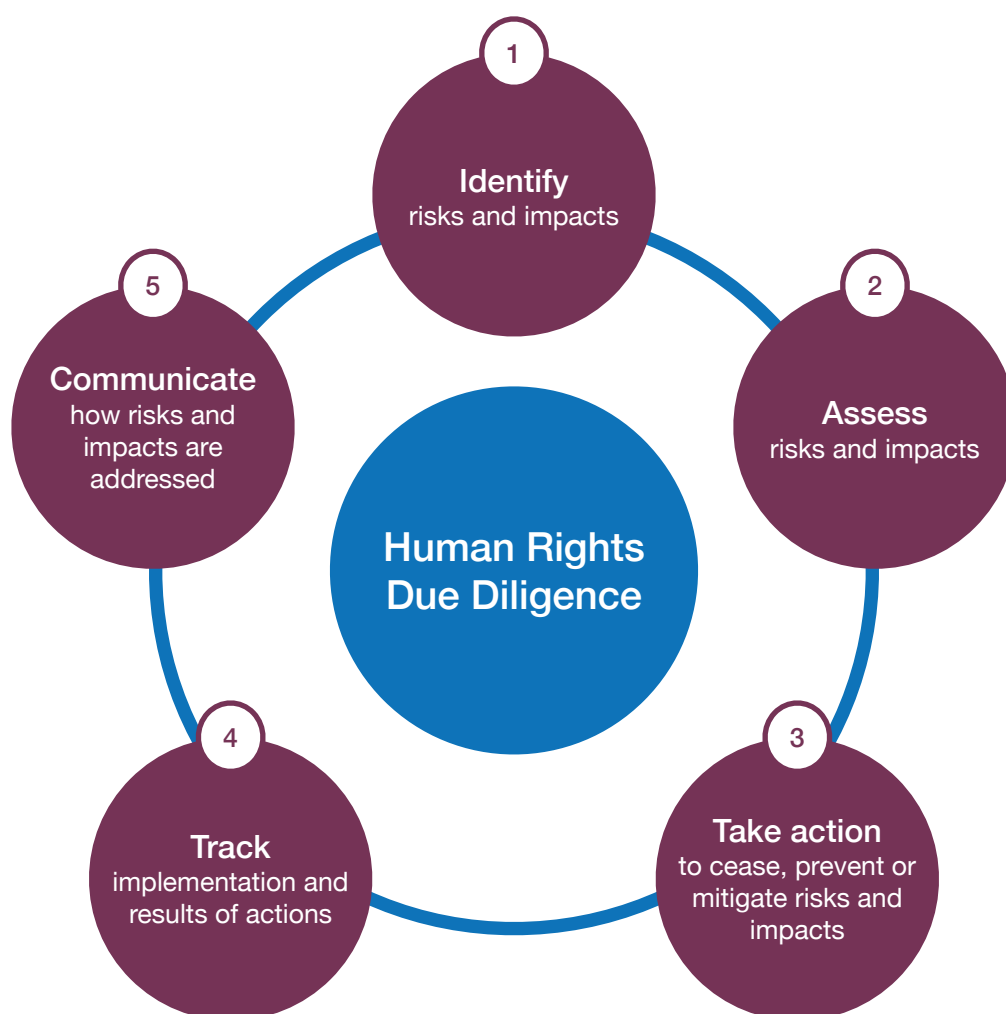 1
Identify
risks and impacts
2
Assess
risks and impacts
3
Take action
to cease, prevent or
mitigate risks and
impacts
4
Track
implementation and
results of actions
5
Communicate
how risks and
impacts are
addressed
Human Rights
Due Diligence